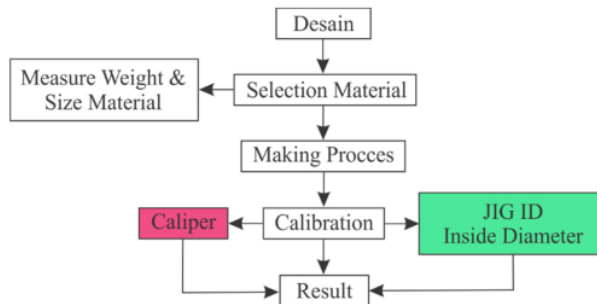 Desain
Measure Weight &
Size Material
Selection Material
Making Procces
Caliper
Calibration
JIG ID
Inside Diameter
Result